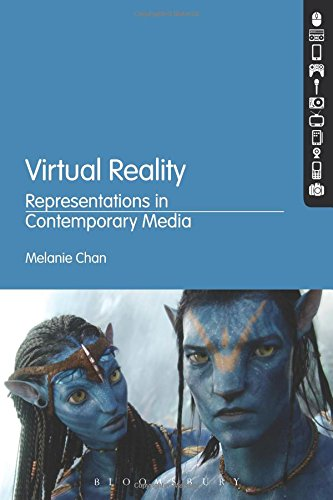 Virtual Reality
Representations in
Contemporary Media
Melanie Chan
BLOOMSBURY